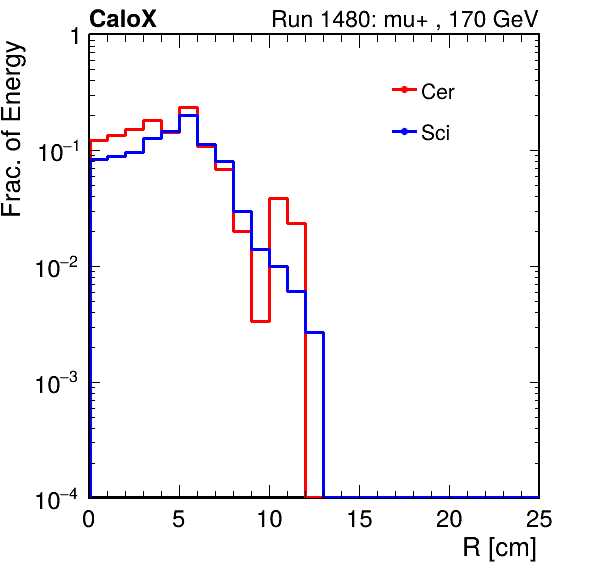 CaloX Run 1480: mu+ , 170 GeV
Frac. of Energy
Cer
Sci
1
10⁻¹
10⁻²
10⁻³
10⁻⁴
0 5 10 15 20 25
R [cm]